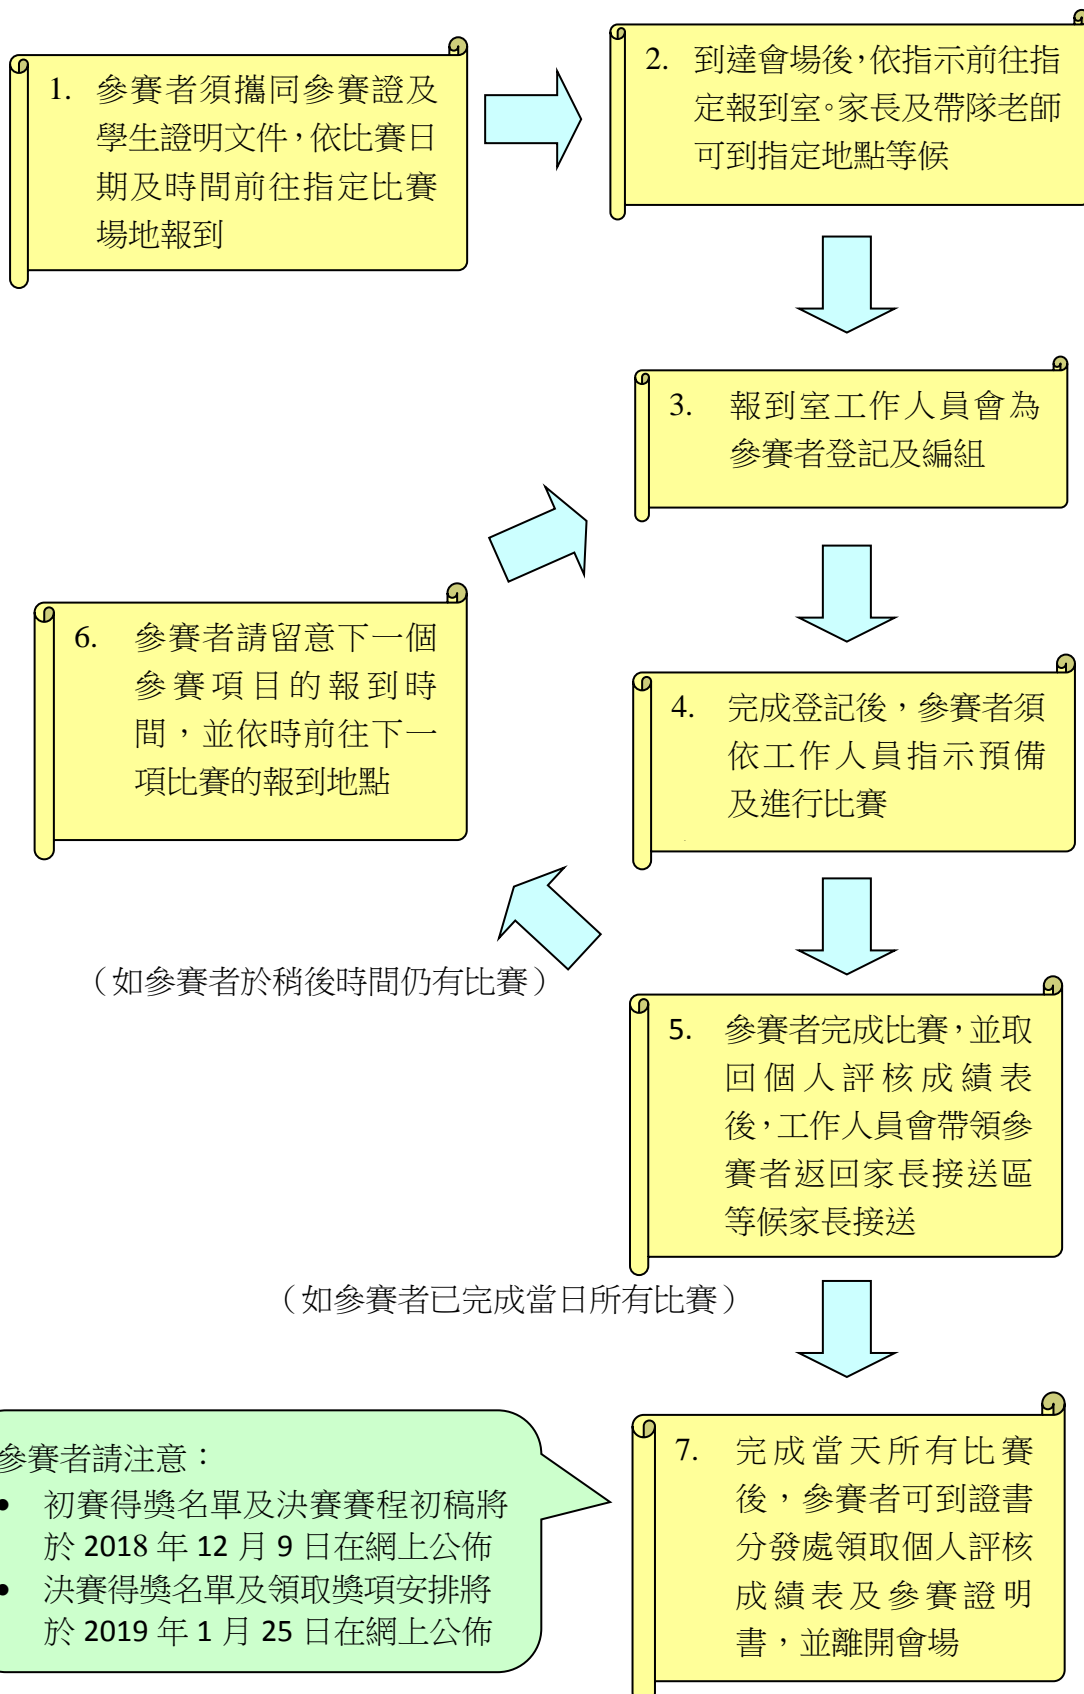 1. 參賽者須攜同參賽證及
學生證明文件，依比賽日
期及時間前往指定比賽
場地報到
2. 到達會場後，依指示前往指
定報到室。家長及帶隊老師
可到指定地點等候
3. 報到室工作人員會為
參賽者登記及編組
6. 參賽者請留意下一個
參賽項目的報到時
間，並依時前往下一
項比賽的報到地點
4. 完成登記後，參賽者須
依工作人員指示預備
及進行比賽
（如參賽者於稍後時間仍有比賽）
5. 參賽者完成比賽，並取
回個人評核成績表
後，工作人員會帶領參
賽者返回家長接送區
等候家長接送
（如參賽者已完成當日所有比賽）
參賽者請注意：
• 初賽得獎名單及決賽賽程初稿將
於 2018 年 12 月 9 日在網上公佈
• 決賽得獎名單及領取獎項安排將
於 2019 年 1 月 25 日在網上公佈
7. 完成當天所有比賽
後，參賽者可到證書
分發處領取個人評核
成績表及參賽證明
書，並離開會場